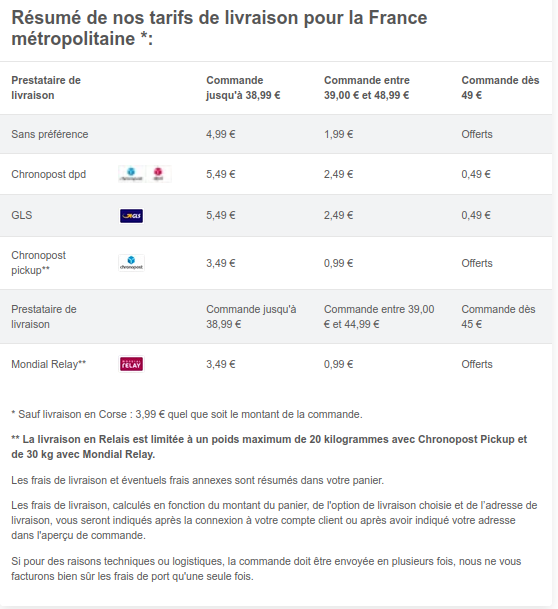 Résumé de nos tarifs de livraison pour la France
métropolitaine *:
Prestataire de livraison Commande jusqu'à 38,99 € Commande entre 39,00 € et 48,99 € Commande dès 49 €
Sans préférence 4,99 € 1,99 € Offerts
Chronopost dpd chronopost dpd 5,49 € 2,49 € 0,49 €
GLS GLS 5,49 € 2,49 € 0,49 €
Chronopost pickup** chronopost 3,49 € 0,99 € Offerts
Prestataire de livraison Commande jusqu'à 38,99 € Commande entre 39,00 € et 44,99 € Commande dès 45 €
Mondial Relay** MONDIAL RELAY 3,49 € 0,99 € Offerts
* Sauf livraison en Corse : 3,99 € quel que soit le montant de la commande.
** La livraison en Relais est limitée à un poids maximum de 20 kilogrammes avec Chronopost Pickup et
de 30 kg avec Mondial Relay.
Les frais de livraison et éventuels frais annexes sont résumés dans votre panier.
Les frais de livraison, calculés en fonction du montant du panier, de l'option de livraison choisie et de l'adresse de
livraison, vous seront indiqués après la connexion à votre compte client ou après avoir indiqué votre adresse
dans l'aperçu de commande.
Si pour des raisons techniques ou logistiques, la commande doit être envoyée en plusieurs fois, nous ne vous
facturons bien sûr les frais de port qu'une seule fois.